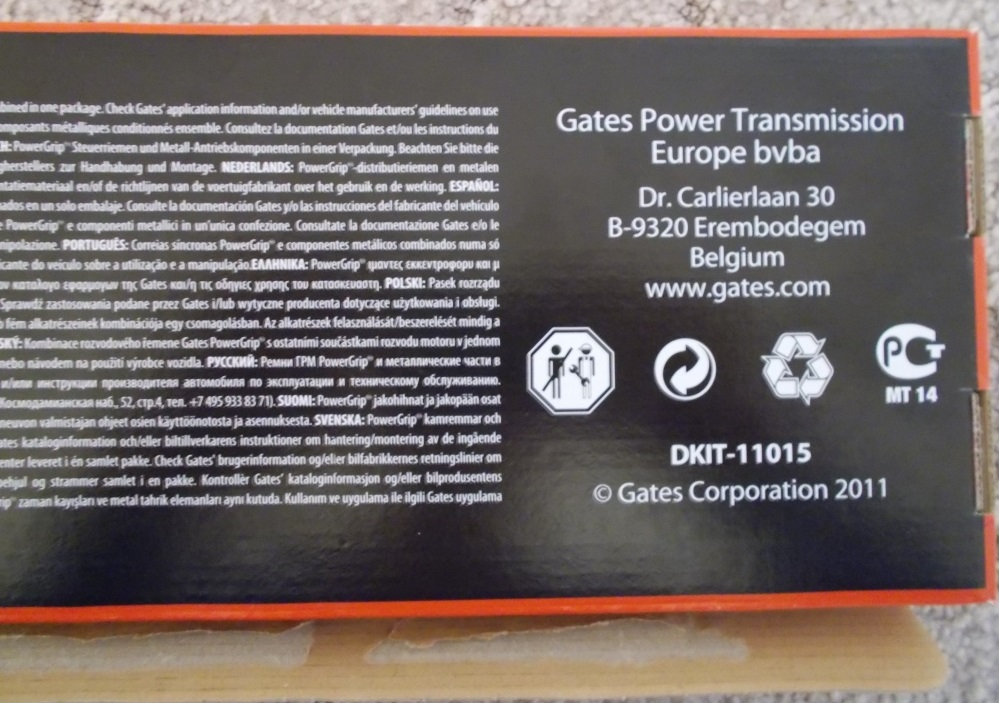 bined in one package. Check Gates' application information and/or vehicle manufacturers' guidelines on use
omposants métalliques conditionnés ensemble. Consultez la documentation Gates et/ou les instructions du
CH: PowerGrip™ Steuerriemen und Metall-Antriebskomponenten in einer Verpackung. Beachten Sie bitte die
gherstellers zur Handhabung und Montage. NEDERLANDS: PowerGrip™-distributieriemen en metalen
ntatiemateriaal en/of de richtlijnen van de voertuigfabrikant over het gebruik en de werking. ESPAÑOL:
ados en un solo embalaje. Consulte la documentación Gates y/o las instrucciones del fabricante del vehículo
e PowerGrip™ e componenti metallici in un'unica confezione. Consultate la documentazione Gates e/o le
nipolazione. PORTUGUÊS: Correias síncronas PowerGrip™ e componentes metálicos combinados numa só
icante do veículo sobre a utilização e a manipulação. ΕΛΛΗΝΙΚΑ: PowerGrip™ ιμαντες εκκεντροφορυ και μ
ον καταλογο εφαρμογων της Gates και/η τις οδηγιες χρησης του κατασκευαστη. POLSKI: Pasek rozrządu
Sprawdź zastosowania podane przez Gates i/lub wytyczne producenta dotyczące użytkowania i obsługi.
ó fém alkatrészeinek kombinációja egy csomagolásban. Az alkatrészek felasználását/beszerelését mindig a
SKÝ: Kombinace rozvodového řemene Gates PowerGrip™ s ostatními součástkami rozvodu motoru v jednom
nebo návodem na použití výrobce vozidla. РУССКИЙ: Ремни ГРМ PowerGrip™ и металлические части в
и/или инструкции производителя автомобиля по эксплуатации и техническому обслуживанию.
Космодамианская наб., 52, стр.4, тел. +7 495 933 83 71). SUOMI: PowerGrip™ jakohihnat ja jakopään osat
neuvon valmistajan ohjeet osien käyttöönotosta ja asennuksesta. SVENSKA: PowerGrip™ kamremmar och
ates kataloginformation och/eller biltillverkarens instruktioner om hantering/montering av de ingående
enter leveret i én samlet pakke. Check Gates' brugerinformation og/eller bilfabrikkernes retningslinier om
behjul og strammer samlet i en pakke. Kontrollèr Gates' kataloginformasjon og/eller bilprodusentens
rip™ zaman kayışları ve metal tahrik elemanları aynı kutuda. Kullanım ve uygulama ile ilgili Gates uygulama
Gates Power Transmission
Europe bvba
Dr. Carlierlaan 30
B-9320 Erembodegem
Belgium
www.gates.com
PCT
MT 14
DKIT-11015
© Gates Corporation 2011